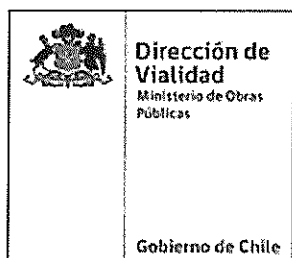 Dirección de
Vialidad
Ministerio de Obras
Públicas
Gobierno de Chile